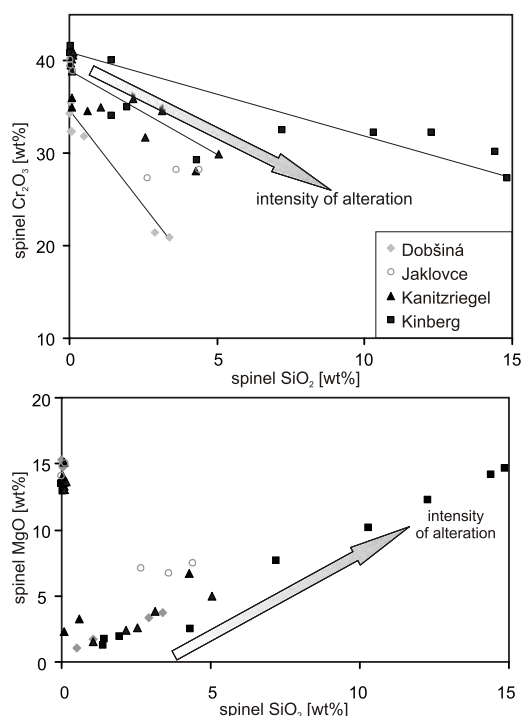 40
30
20
10
spinel Cr₂O₃ [wt%]
intensity of alteration
Dobšiná
Jaklovce
Kanitzriegel
Kinberg
0
5
10
15
spinel SiO₂ [wt%]
20
15
10
5
0
spinel MgO [wt%]
intensity
of alteration
0
5
10
15
spinel SiO₂ [wt%]